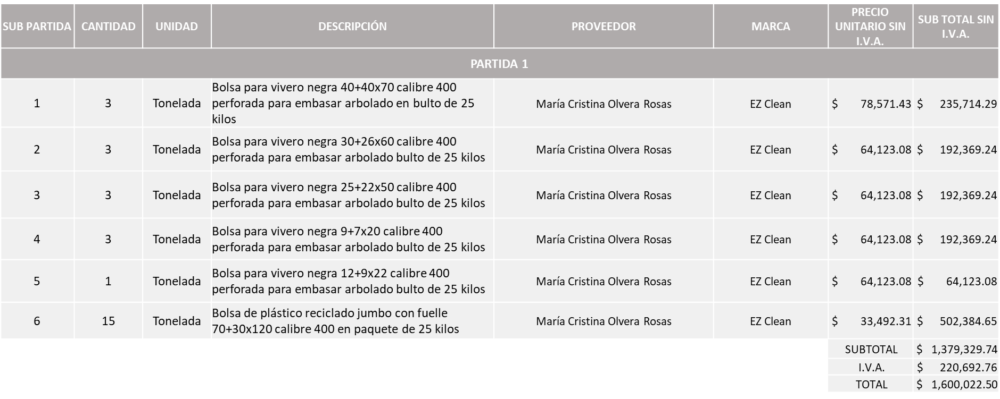 SUB PARTIDA CANTIDAD UNIDAD DESCRIPCIÓN PROVEEDOR MARCA PRECIO UNITARIO SIN I.V.A. SUB TOTAL SIN I.V.A.
PARTIDA 1
1 3 Tonelada Bolsa para vivero negra 40+40x70 calibre 400
perforada para embasar arbolado en bulto de 25
kilos María Cristina Olvera Rosas EZ Clean $ 78,571.43 $ 235,714.29
2 3 Tonelada Bolsa para vivero negra 30+26x60 calibre 400
perforada para embasar arbolado bulto de 25 kilos María Cristina Olvera Rosas EZ Clean $ 64,123.08 $ 192,369.24
3 3 Tonelada Bolsa para vivero negra 25+22x50 calibre 400
perforada para embasar arbolado bulto de 25 kilos María Cristina Olvera Rosas EZ Clean $ 64,123.08 $ 192,369.24
4 3 Tonelada Bolsa para vivero negra 9+7x20 calibre 400
perforada para embasar arbolado bulto de 25 kilos María Cristina Olvera Rosas EZ Clean $ 64,123.08 $ 192,369.24
5 1 Tonelada Bolsa para vivero negra 12+9x22 calibre 400
perforada para embasar arbolado bulto de 25 kilos María Cristina Olvera Rosas EZ Clean $ 64,123.08 $ 64,123.08
6 15 Tonelada Bolsa de plástico reciclado jumbo con fuelle
70+30x120 calibre 400 en paquete de 25 kilos María Cristina Olvera Rosas EZ Clean $ 33,492.31 $ 502,384.65
SUBTOTAL $ 1,379,329.74
I.V.A. $ 220,692.76
TOTAL $ 1,600,022.50